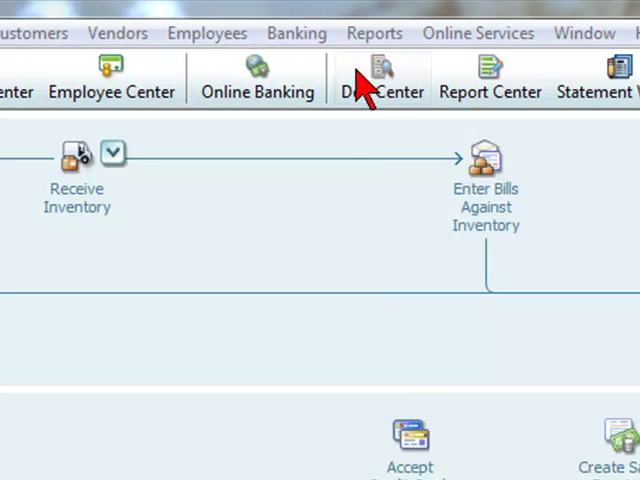 ustomers Vendors Employees Banking Reports Online Services Window
enter Employee Center Online Banking Center Report Center Statement
Receive
Inventory
Enter Bills
Against
Inventory
Accept
Create Sa